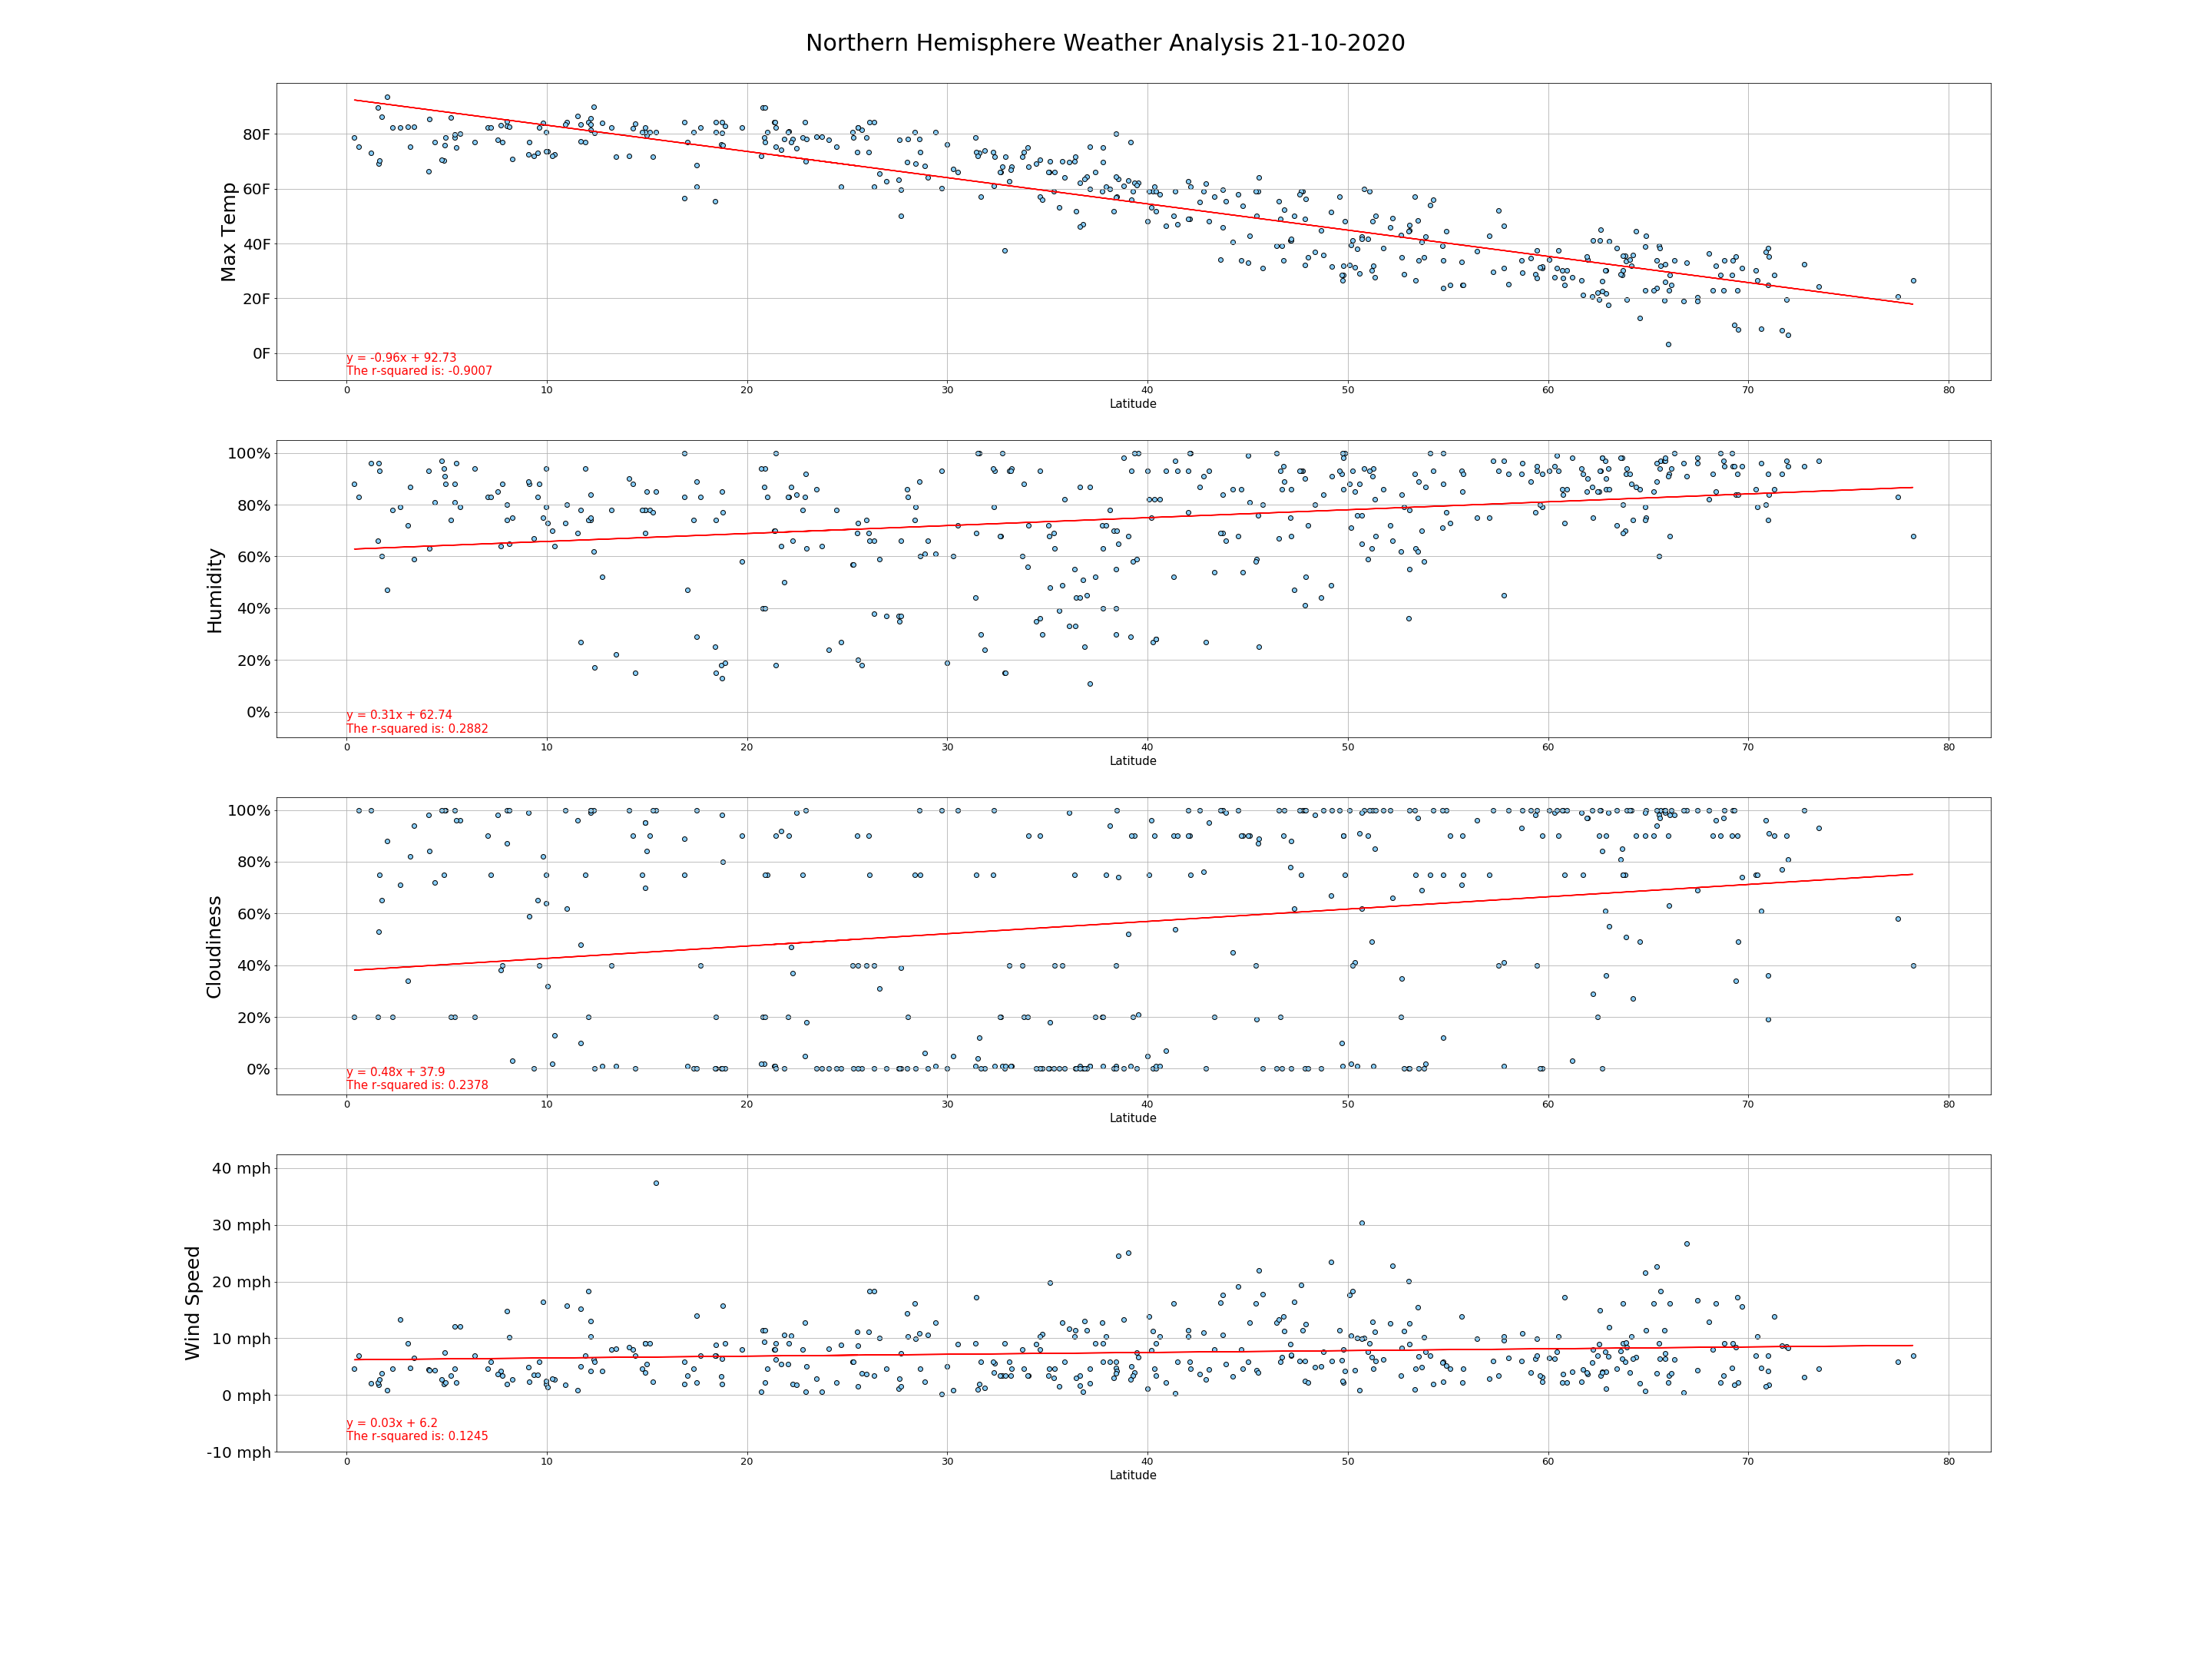 Northern Hemisphere Weather Analysis 21-10-2020
Max Temp
80F
60F
40F
20F
0F
y = -0.96x + 92.73
The r-squared is: -0.9007
0 10 20 30 40 50 60 70 80
Latitude
Humidity
100%
80%
60%
40%
20%
0%
y = 0.31x + 62.74
The r-squared is: 0.2882
0 10 20 30 40 50 60 70 80
Latitude
Cloudiness
100%
80%
60%
40%
20%
0%
y = 0.48x + 37.9
The r-squared is: 0.2378
0 10 20 30 40 50 60 70 80
Latitude
Wind Speed
40 mph
30 mph
20 mph
10 mph
0 mph
-10 mph
y = 0.03x + 6.2
The r-squared is: 0.1245
0 10 20 30 40 50 60 70 80
Latitude